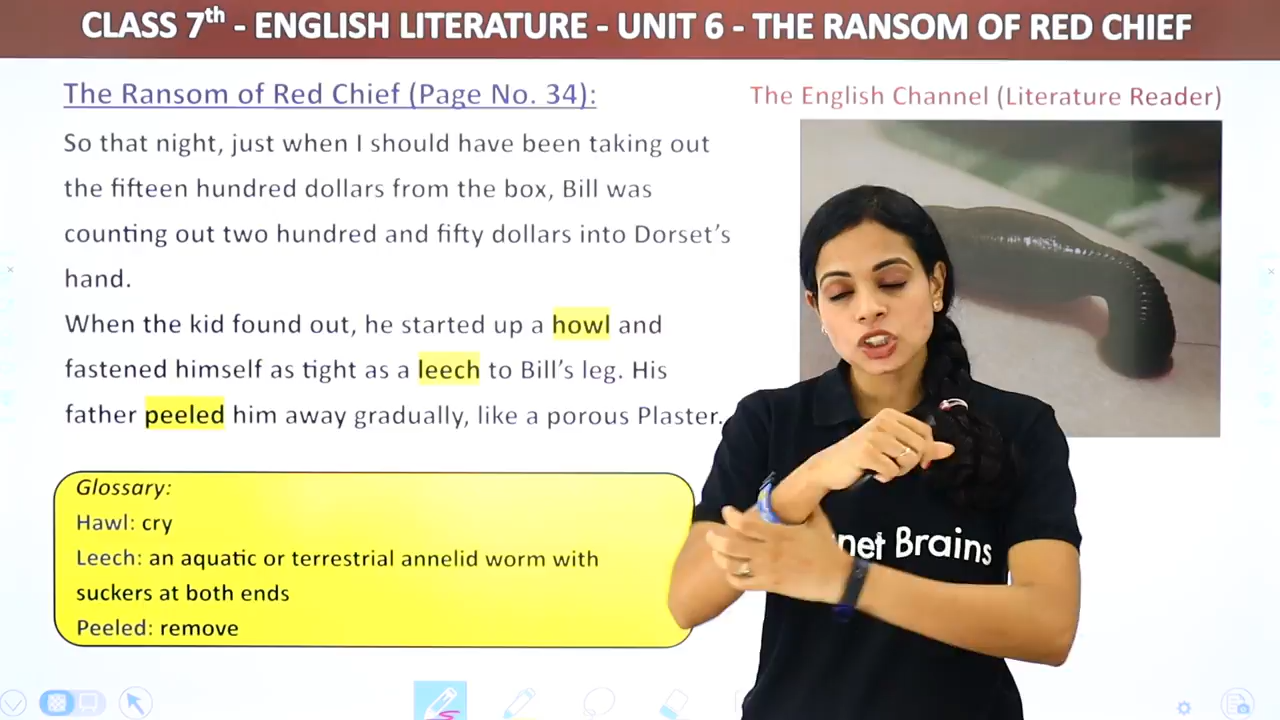 CLASS 7th - ENGLISH LITERATURE - UNIT 6 - THE RANSOM OF RED CHIEF
The Ransom of Red Chief (Page No. 34):
The English Channel (Literature Reader)
So that night, just when I should have been taking out
the fifteen hundred dollars from the box, Bill was
counting out two hundred and fifty dollars into Dorset's
hand.
When the kid found out, he started up a howl and
fastened himself as tight as a leech to Bill's leg. His
father peeled him away gradually, like a porous Plaster.
Glossary:
Hawl: cry
Leech: an aquatic or terrestrial annelid worm with
suckers at both ends
Peeled: remove
net Brains